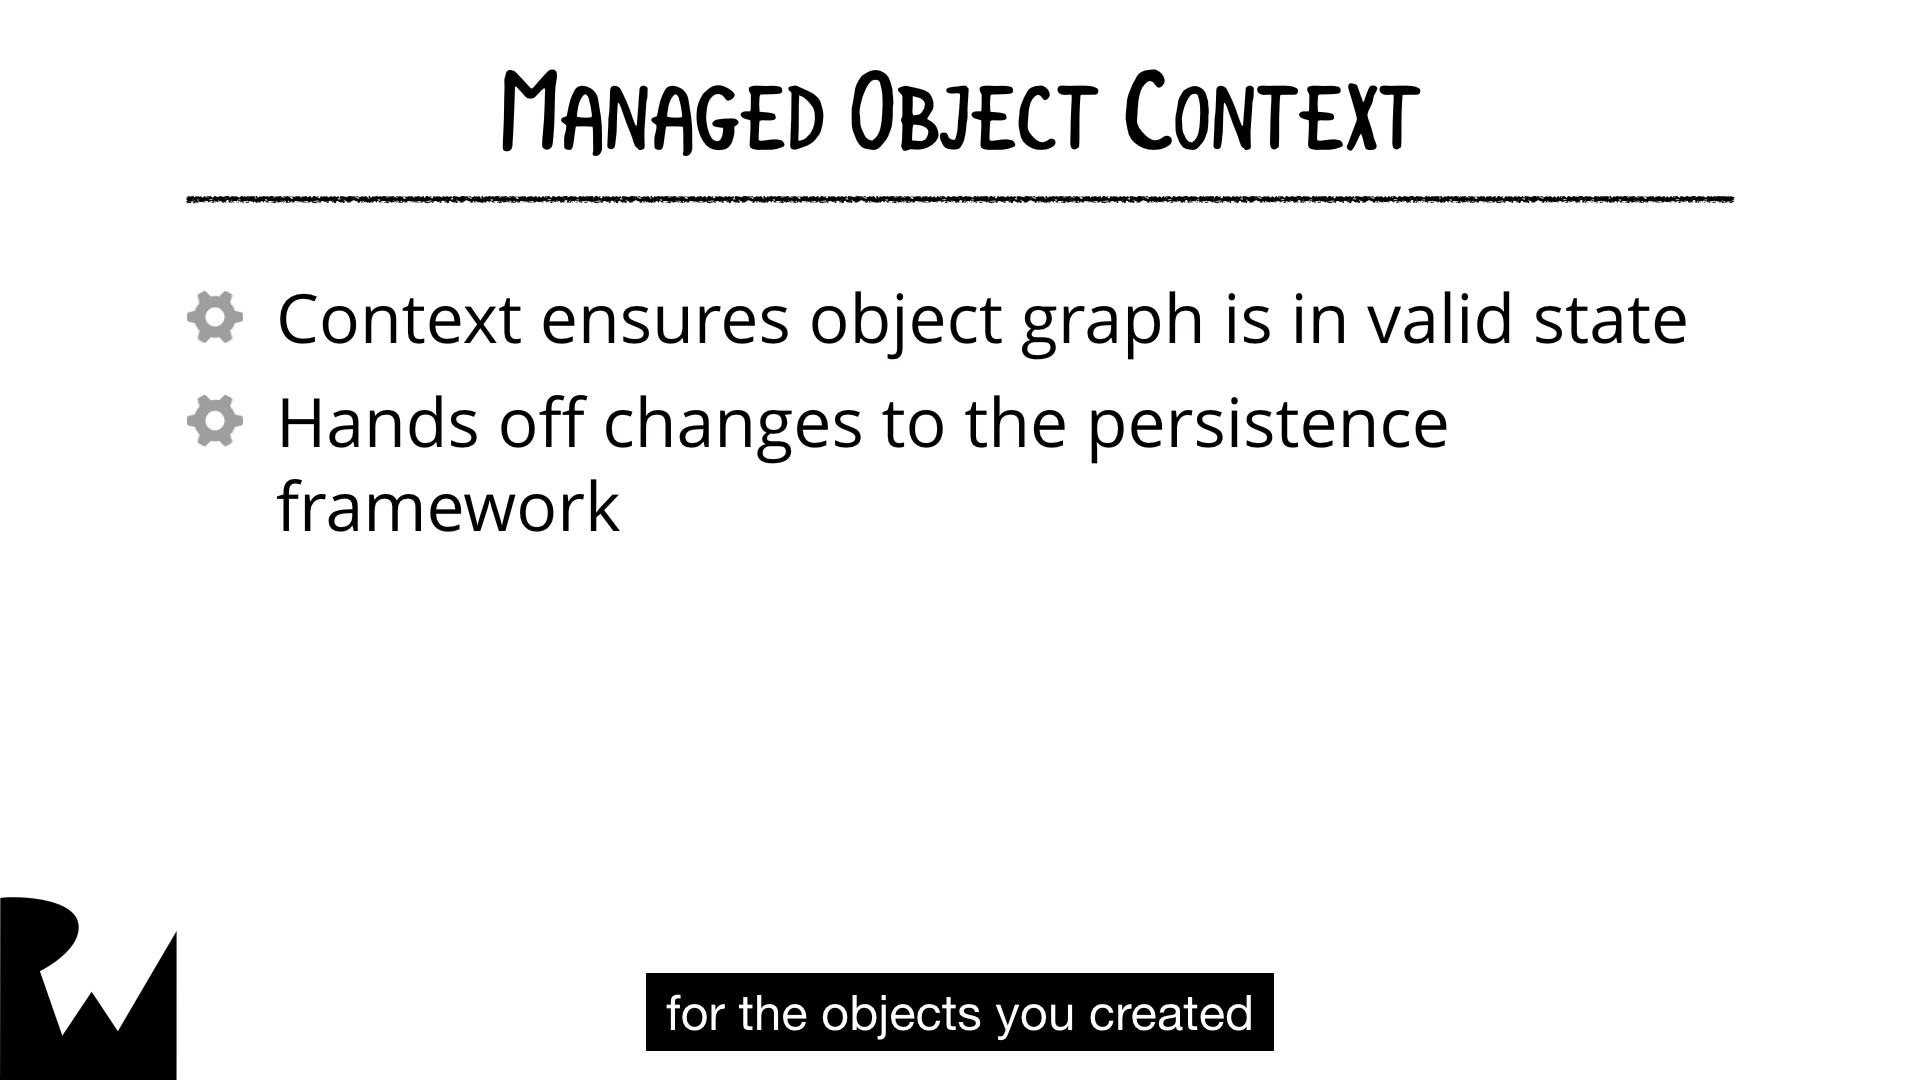 Managed Object Context
Context ensures object graph is in valid state
Hands off changes to the persistence
framework
RW
for the objects you created